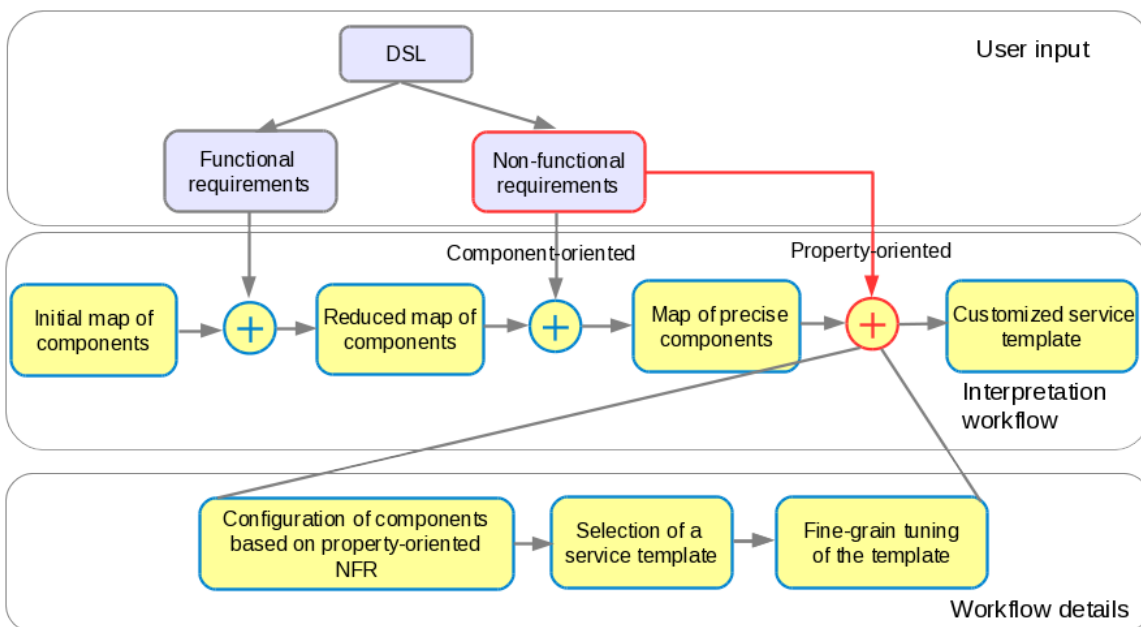 DSL
User input
Functional
requirements
Non-functional
requirements
Component-oriented
Property-oriented
Initial map of
components
+
Reduced map of
components
+
Map of precise
components
+
Customized service
template
Interpretation
workflow
Configuration of components
based on property-oriented
NFR
Selection of a
service template
Fine-grain tuning
of the template
Workflow details